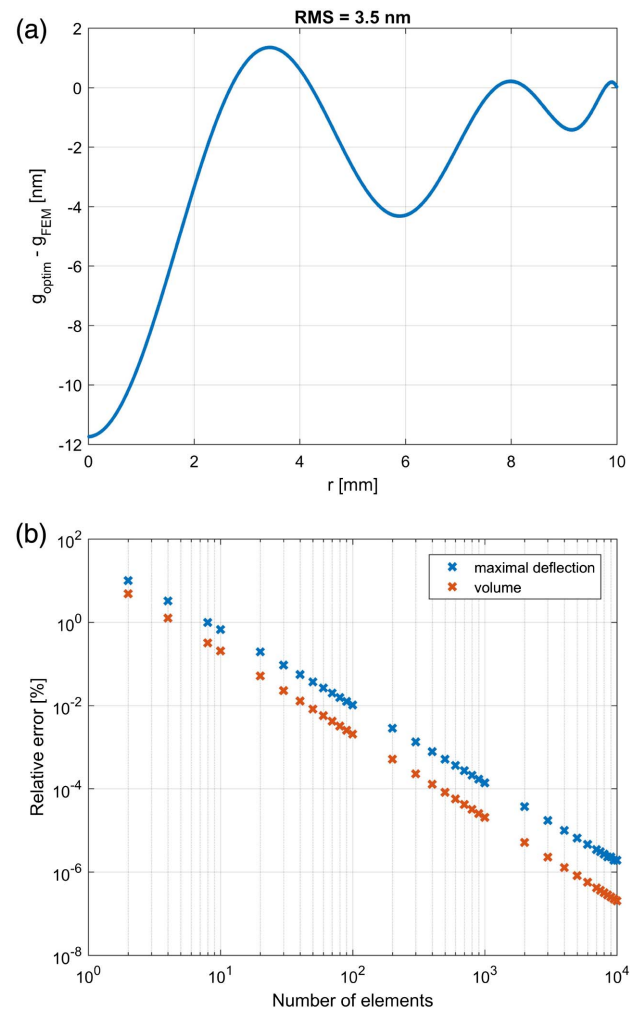 (a)
RMS = 3.5 nm
2
0
-2
-4
-6
-8
-10
-12
g_optim - g_FEM [nm]
0 2 4 6 8 10
r [mm]
(b)
10^2
10^0
10^-2
10^-4
10^-6
10^-8
Relative error [%]
maximal deflection
volume
10^0 10^1 10^2 10^3 10^4
Number of elements